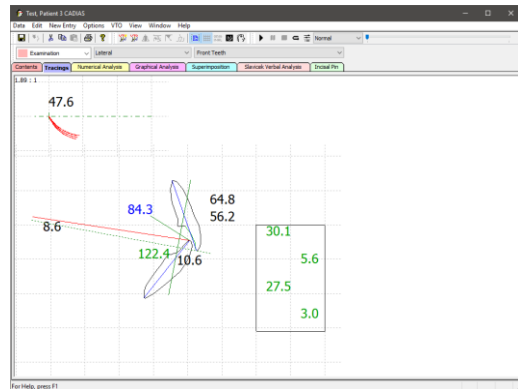 Test, Patient 3 CADIAS
Data Edit New Entry Options VTO View Window Help
Normal
Examination Lateral Front Teeth
Contents Tracings Numerical Analysis Graphical Analysis Superimposition Slavicek Verbal Analysis Incisal Pin
1.89 : 1
47.6
84.3
64.8
56.2
8.6
122.4
10.6
30.1
5.6
27.5
3.0
For Help, press F1